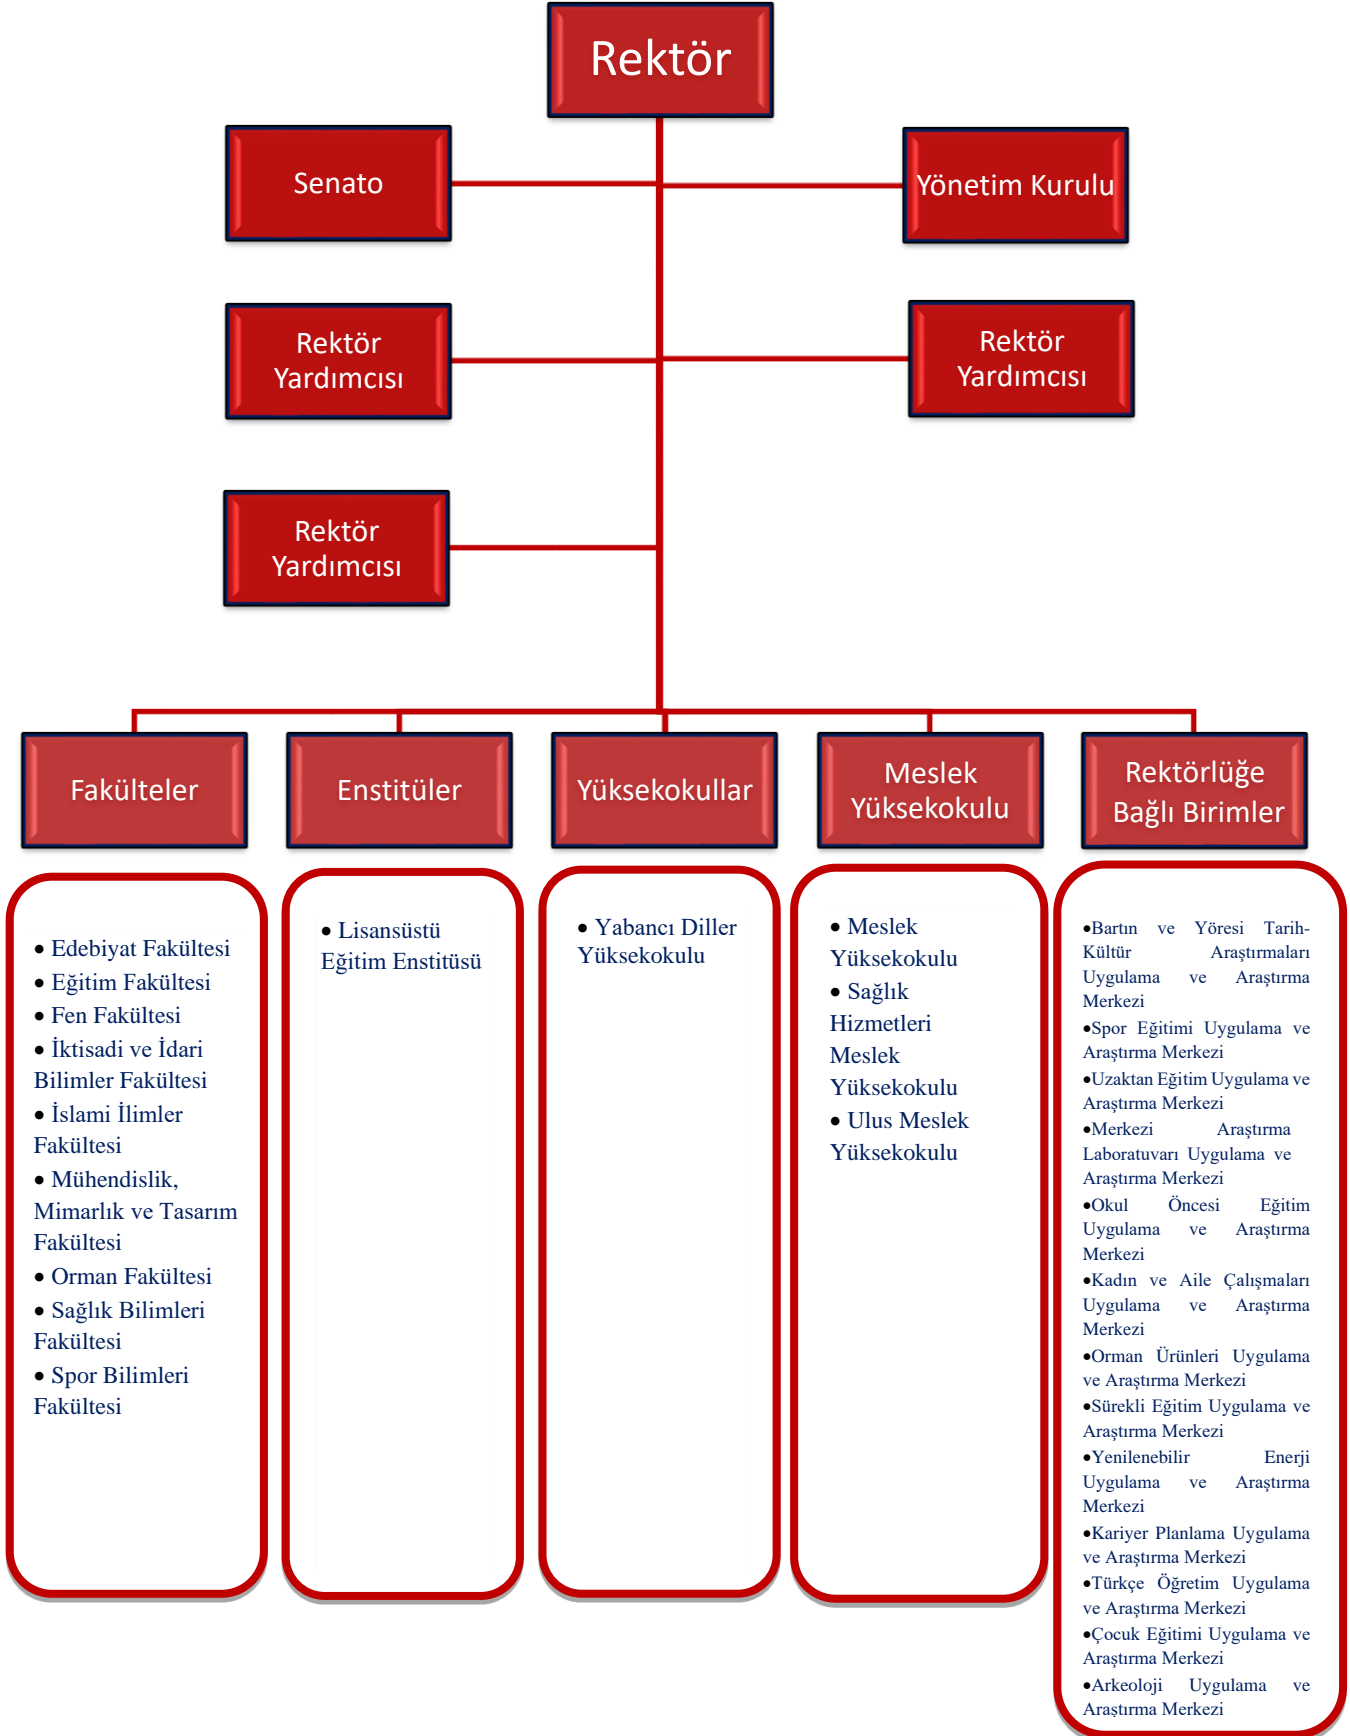 Rektör
Senato
Yönetim Kurulu
Rektör
Yardımcısı
Rektör
Yardımcısı
Rektör
Yardımcısı
Fakülteler
Enstitüler
Yüksekokullar
Meslek
Yüksekokulu
Rektörlüğe
Bağlı Birimler
• Edebiyat Fakültesi
• Eğitim Fakültesi
• Fen Fakültesi
• İktisadi ve İdari
Bilimler Fakültesi
• İslami İlimler
Fakültesi
• Mühendislik,
Mimarlık ve Tasarım
Fakültesi
• Orman Fakültesi
• Sağlık Bilimleri
Fakültesi
• Spor Bilimleri
Fakültesi
• Lisansüstü
Eğitim Enstitüsü
• Yabancı Diller
Yüksekokulu
• Meslek
Yüksekokulu
• Sağlık
Hizmetleri
Meslek
Yüksekokulu
• Ulus Meslek
Yüksekokulu
•Bartın ve Yöresi Tarih-
Kültür Araştırmaları
Uygulama ve Araştırma
Merkezi
•Spor Eğitimi Uygulama ve
Araştırma Merkezi
•Uzaktan Eğitim Uygulama ve
Araştırma Merkezi
•Merkezi Araştırma
Laboratuvarı Uygulama ve
Araştırma Merkezi
•Okul Öncesi Eğitim
Uygulama ve Araştırma
Merkezi
•Kadın ve Aile Çalışmaları
Uygulama ve Araştırma
Merkezi
•Orman Ürünleri Uygulama
ve Araştırma Merkezi
•Sürekli Eğitim Uygulama ve
Araştırma Merkezi
•Yenilenebilir Enerji
Uygulama ve Araştırma
Merkezi
•Kariyer Planlama Uygulama
ve Araştırma Merkezi
•Türkçe Öğretim Uygulama
ve Araştırma Merkezi
•Çocuk Eğitimi Uygulama ve
Araştırma Merkezi
•Arkeoloji Uygulama ve
Araştırma Merkezi